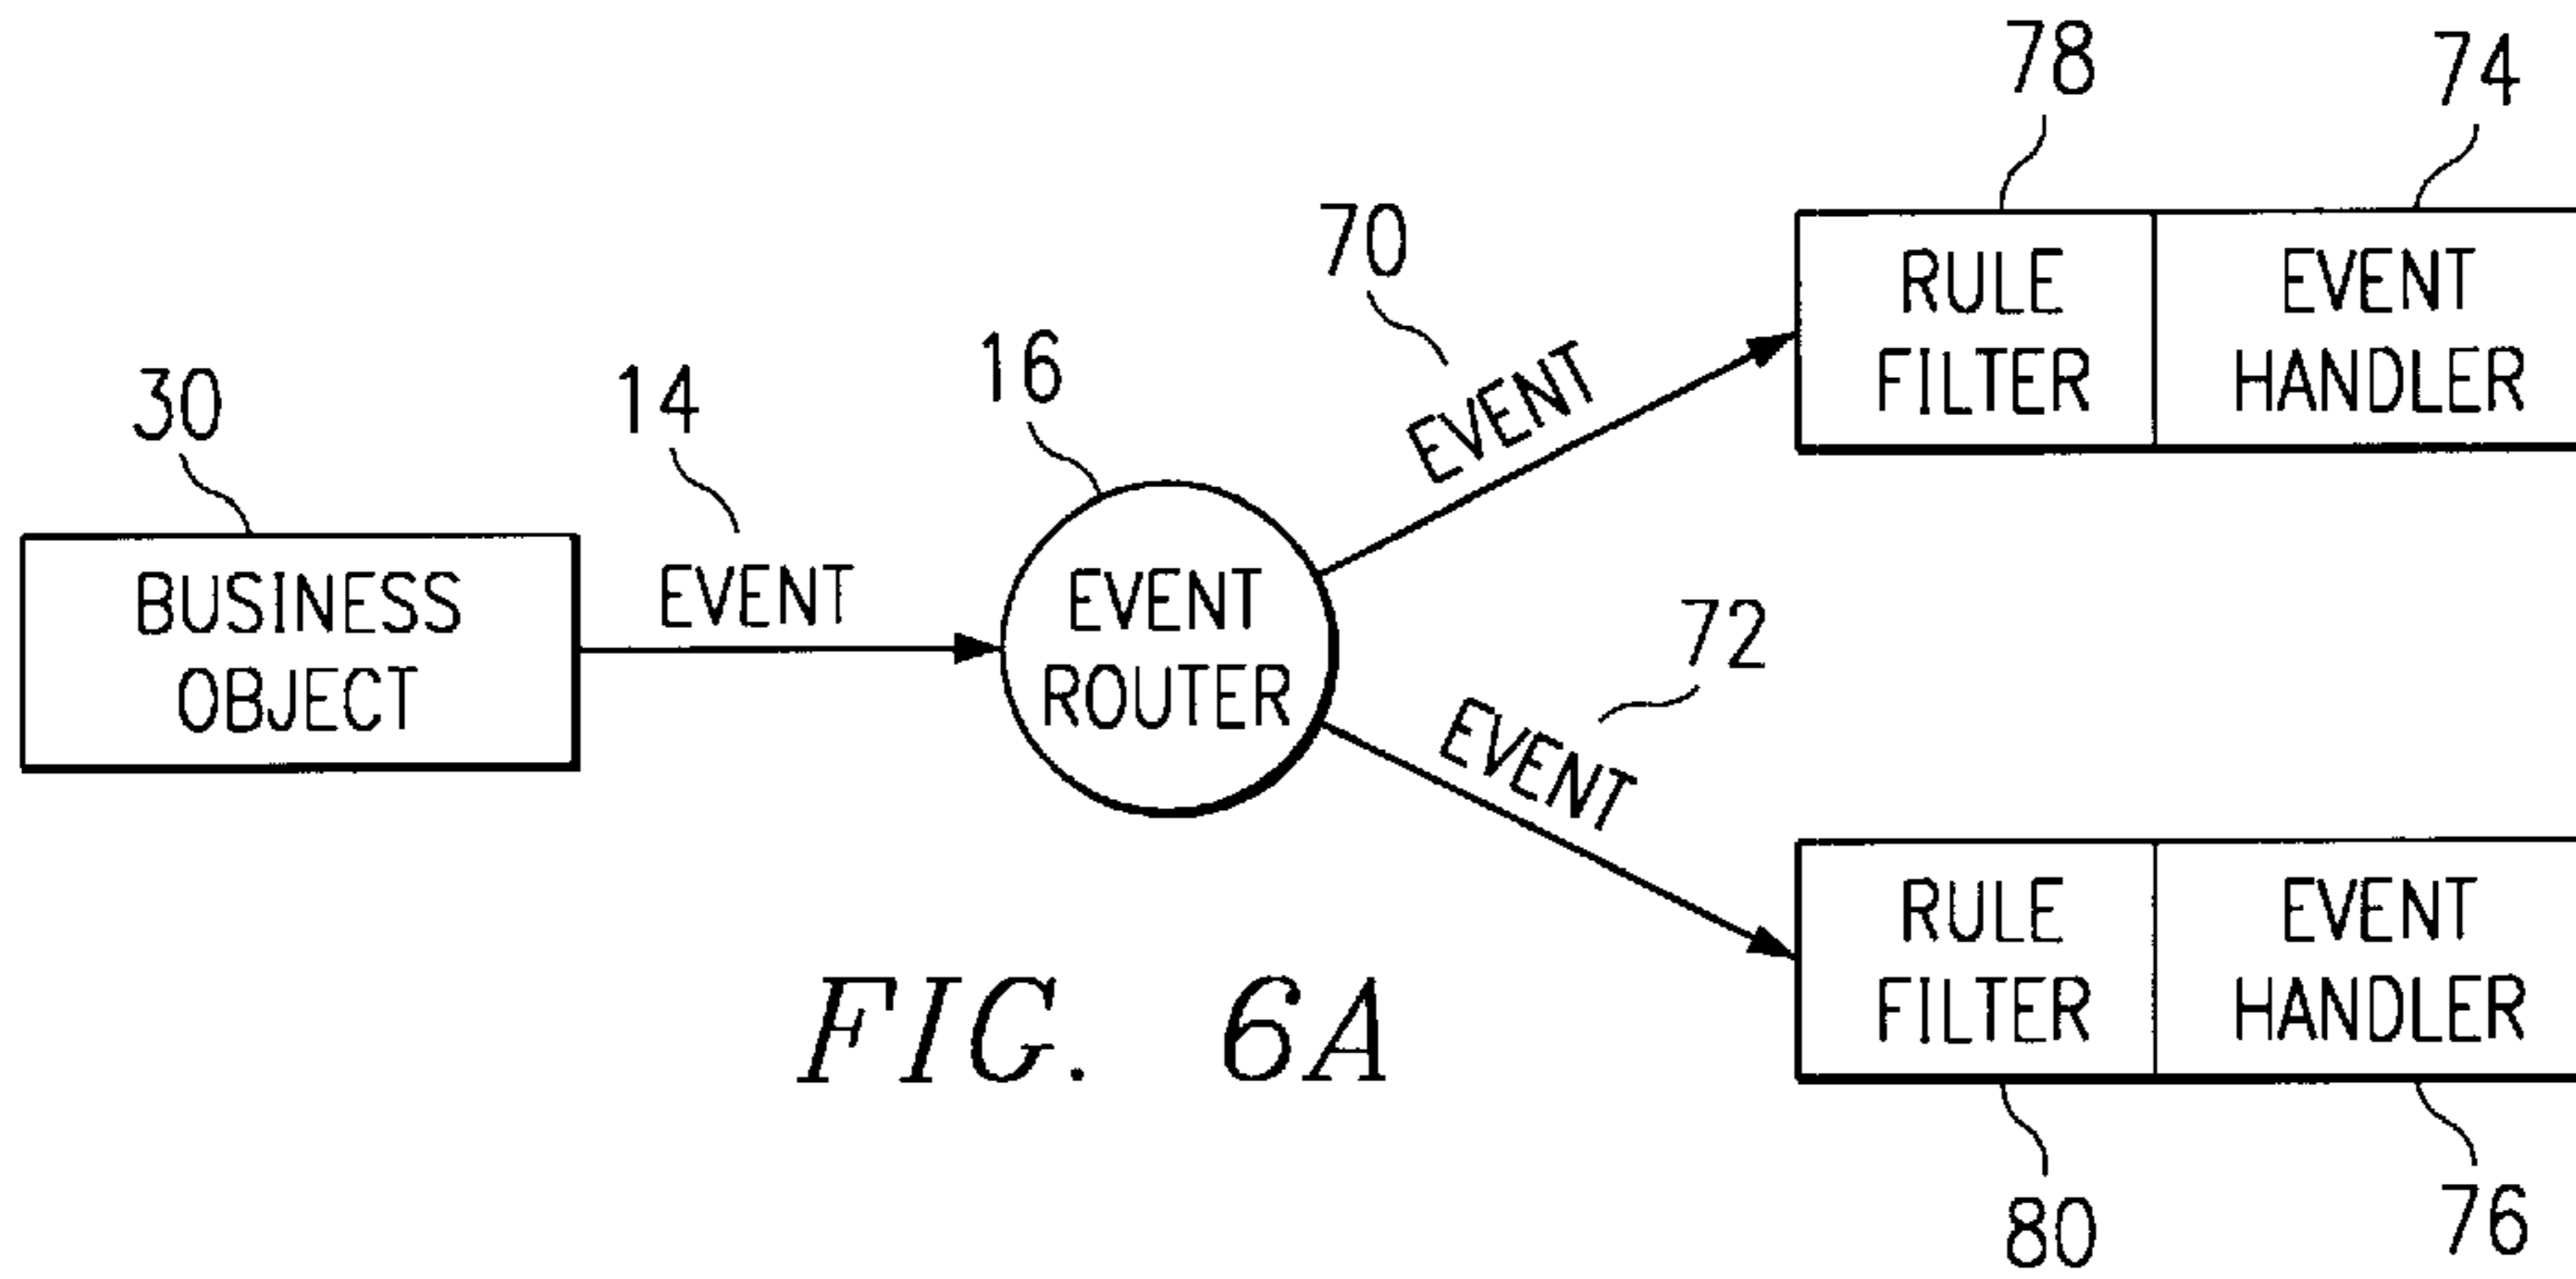 78
74
70
RULE
FILTER
EVENT
HANDLER
30
14
16
EVENT
BUSINESS
OBJECT
EVENT
EVENT
ROUTER
72
EVENT
RULE
FILTER
EVENT
HANDLER
80
76
FIG. 6A